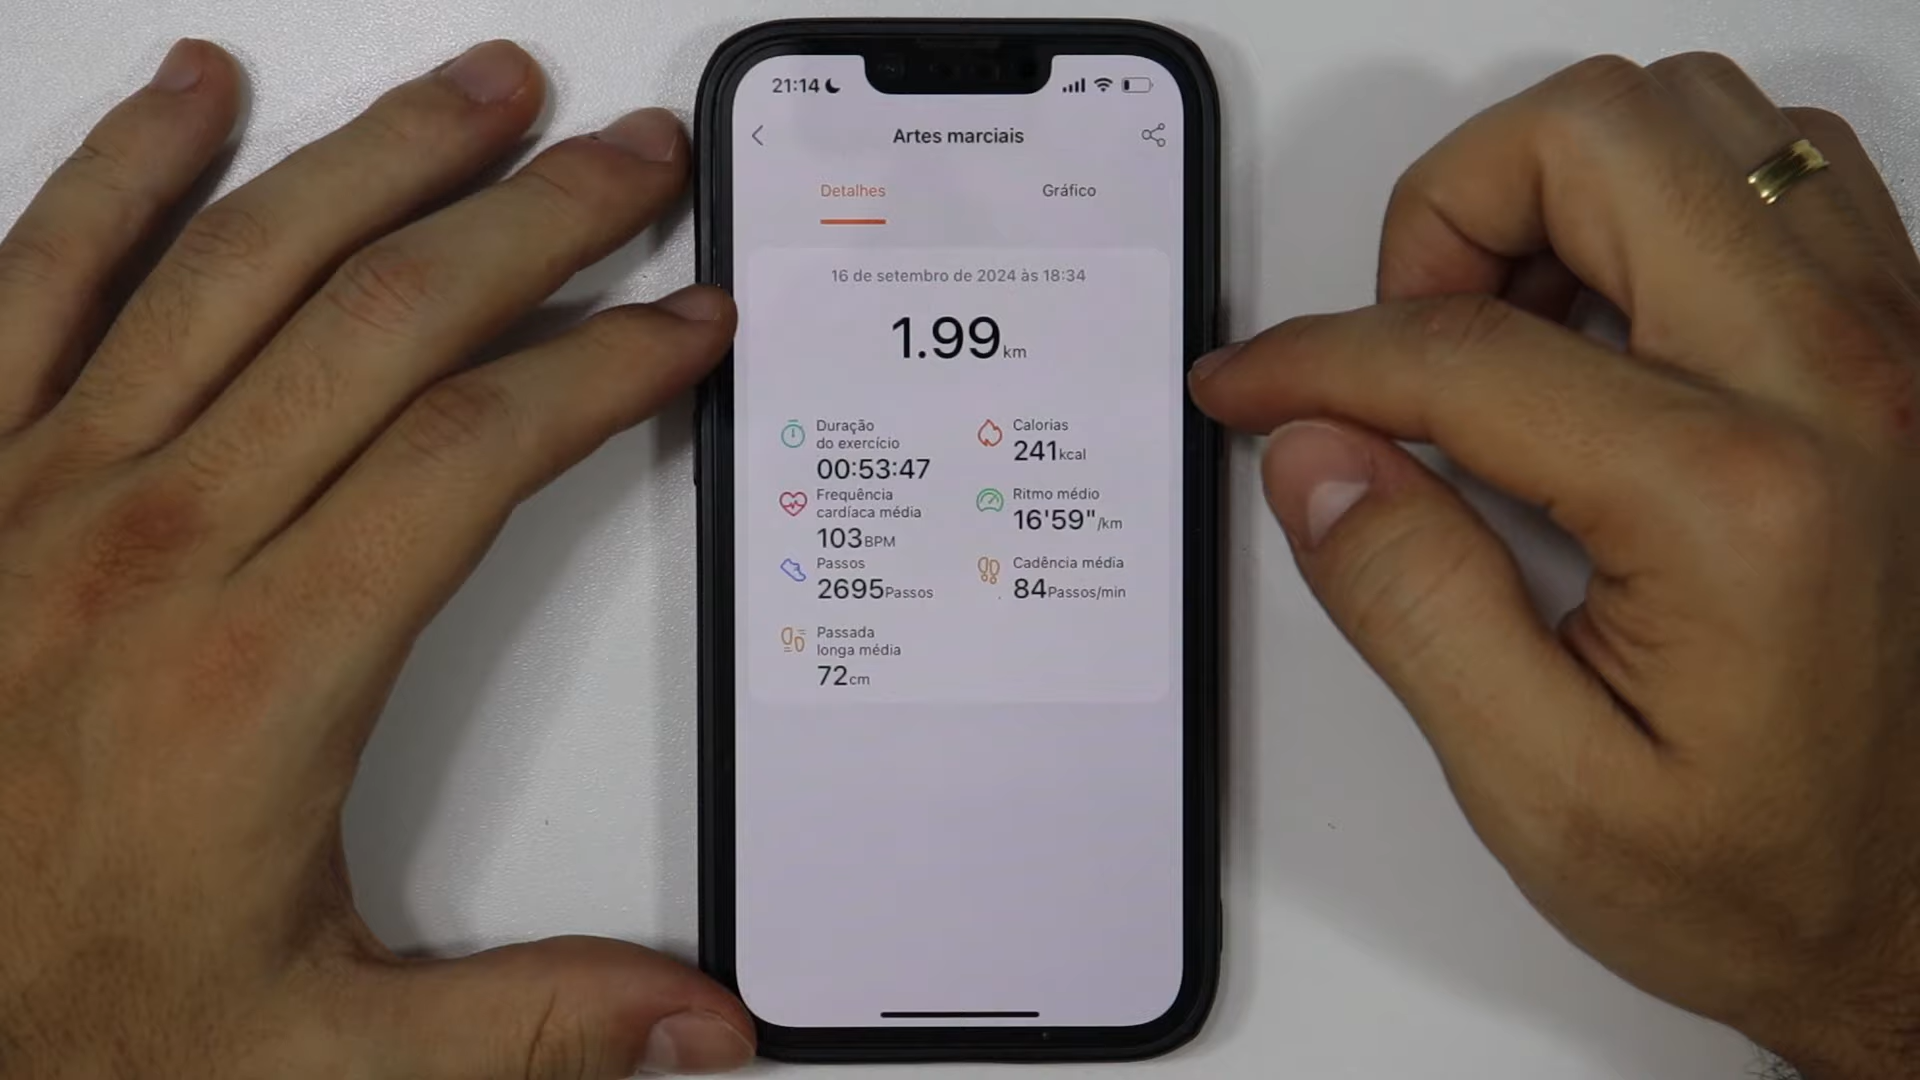 21:14
Artes marciais
Detalhes
Gráfico
16 de setembro de 2024 às 18:34
1.99km
Duração
do exercício
00:53:47
Calorias
241kcal
Frequência
cardíaca média
103BPM
Ritmo médio
16'59"/km
Passos
2695Passos
Cadência média
84Passos/min
Passada
longa média
72cm